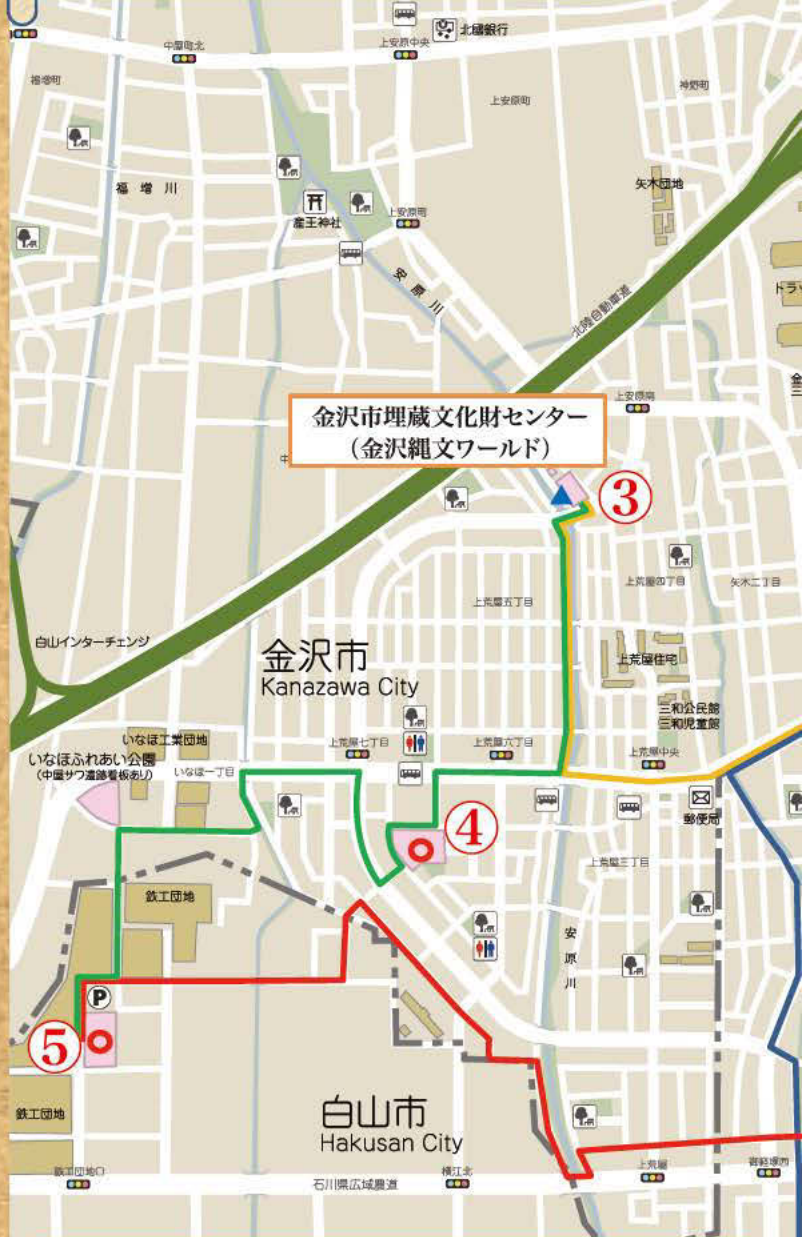 北國銀行
中屋町北
上安原中央
福増町
神野町
上安原町
福増川
矢木団地
産王神社
上安原町
安原川
北陸自動車道
トラッ
金
三
上安原南
金沢市埋蔵文化財センター
(金沢縄文ワールド)
中
③
上荒屋四丁目
矢木二丁目
上荒屋五丁目
白山インターチェンジ
金沢市
Kanazawa City
上荒屋住宅
三和公民館
三和児童館
いなほ工業団地
上荒屋七丁目
上荒屋六丁目
上荒屋中央
いなほふれあい公園
(中屋サワ遺跡看板あり)
いなほ一丁目
郵便局
④
上荒屋三丁目
鉄工団地
安原川
P
⑤
鉄工団地
白山市
Hakusan City
鉄工団地口
石川県広域農道
横江北
上荒屋
御経塚西